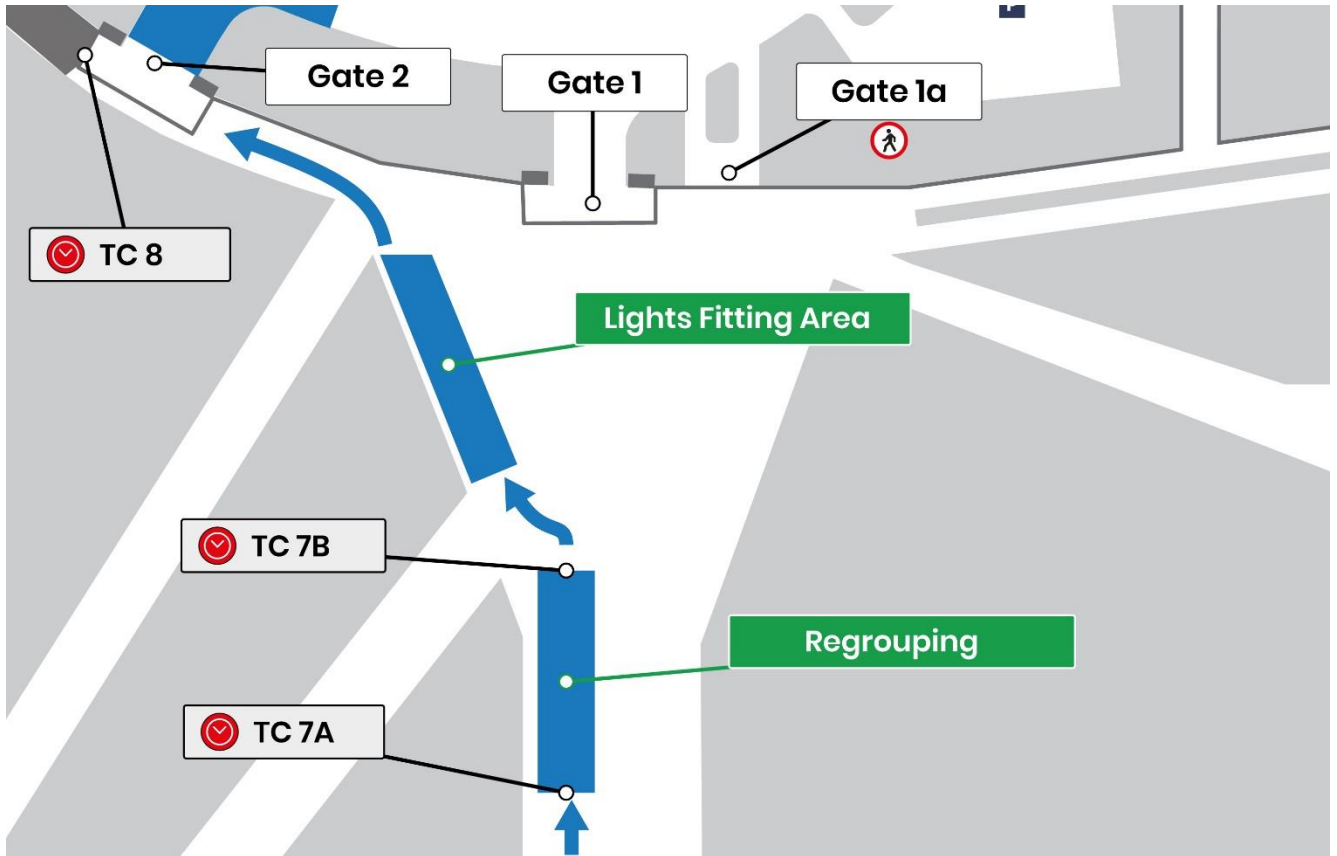 Gate 2
Gate 1
Gate 1a
TC 8
Lights Fitting Area
TC 7B
Regrouping
TC 7A